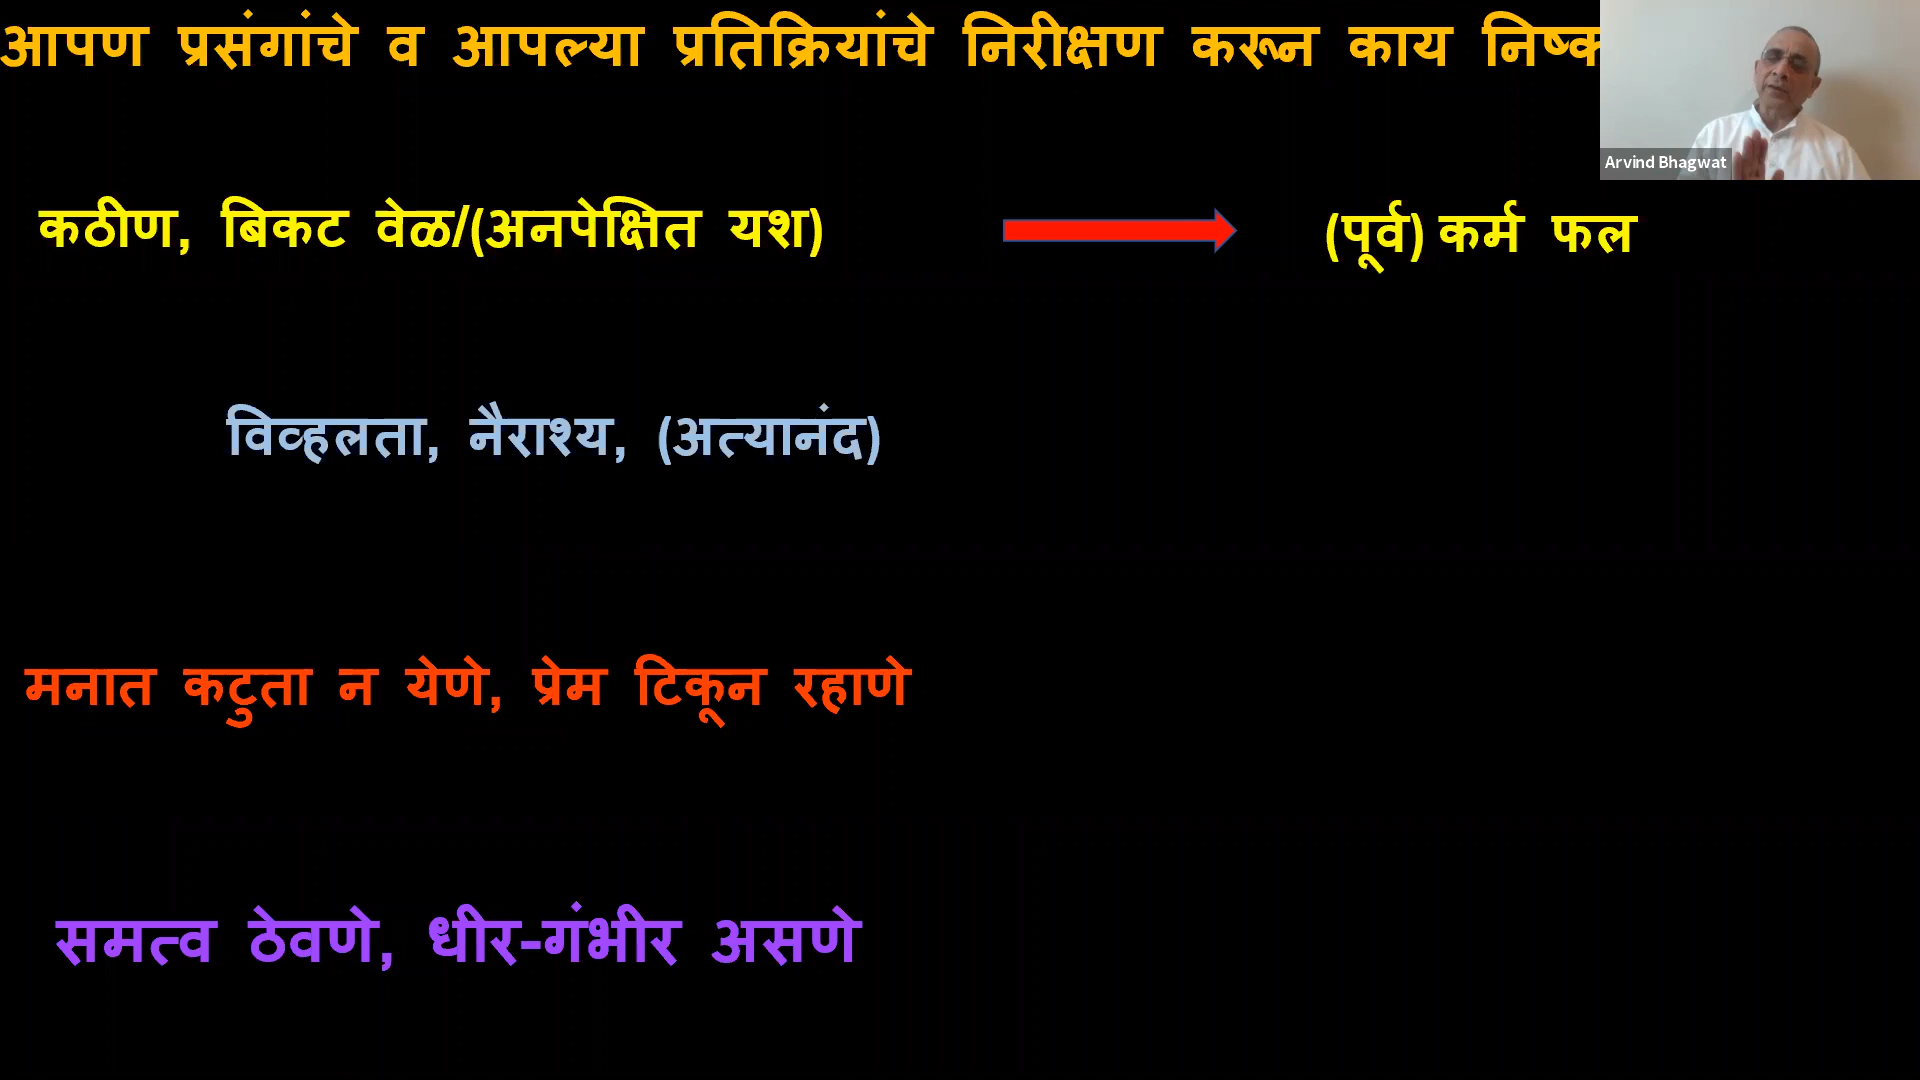 आपण प्रसंगांचे व आपल्या प्रतिक्रियांचे निरीक्षण करून काय
Arvind Bhagwat
कठीण, बिकट वेळ/(अनपेक्षित यश)
(पूर्व) कर्म फल
विव्हलता, नैराश्य, (अत्यानंद)
मनात कटुता न येणे, प्रेम टिकून रहाणे
समत्व ठेवणे, धीर-गंभीर असणे